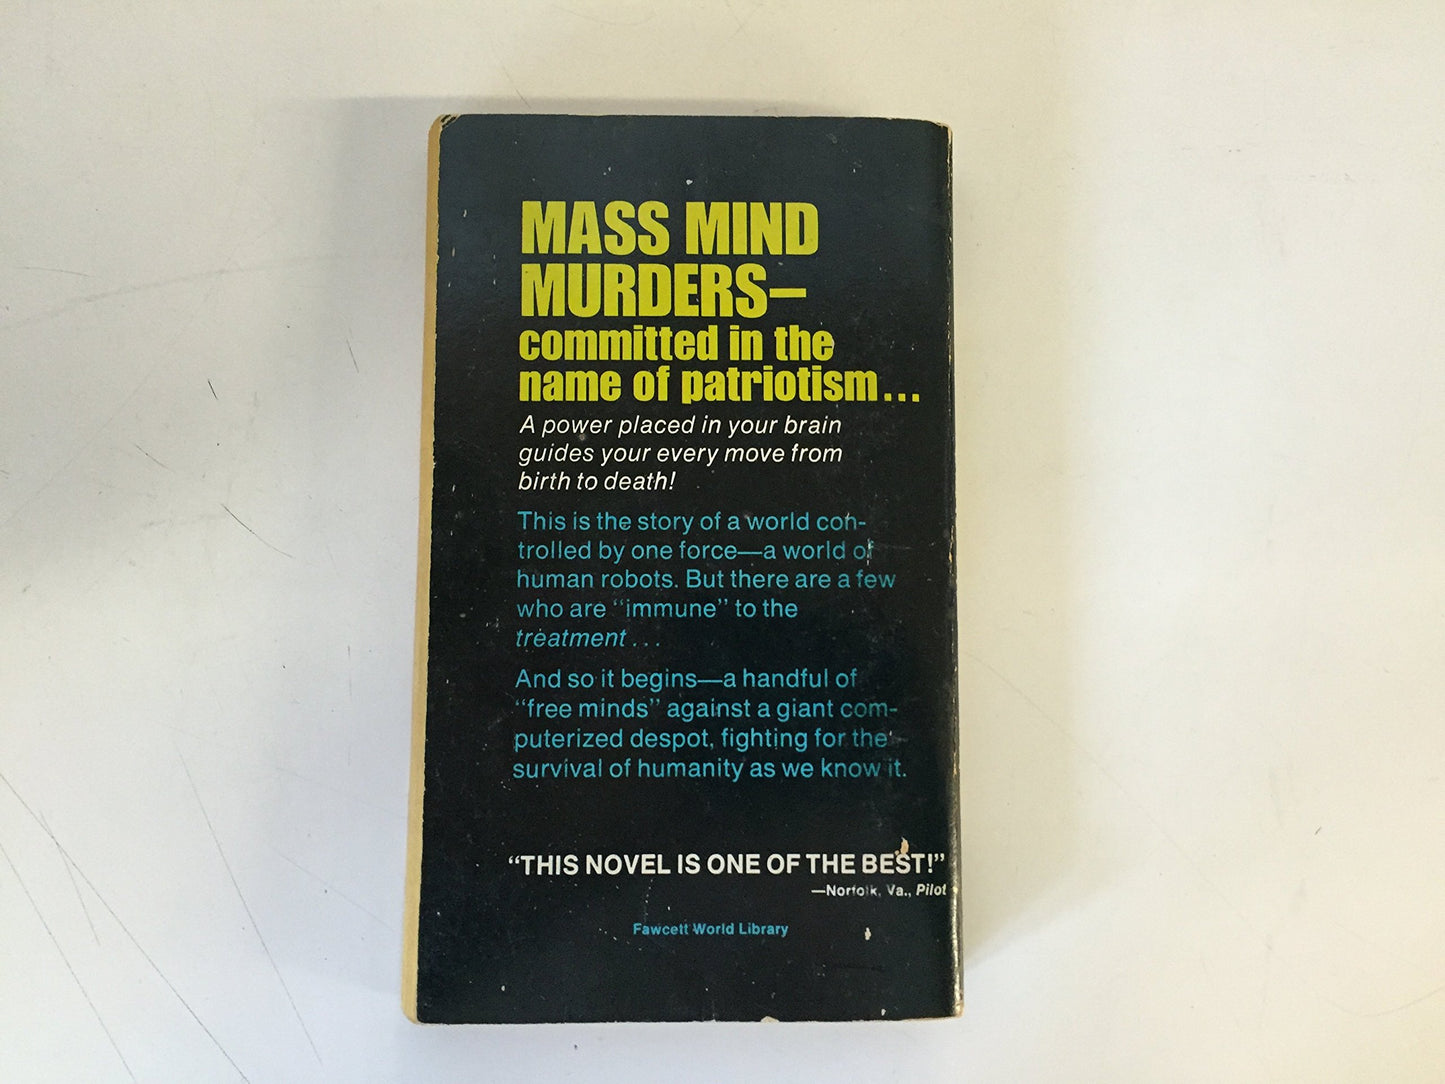 MASS MIND
MURDERS—
committed in the
name of patriotism...
A power placed in your brain
guides your every move from
birth to death!
This is the story of a world con-
trolled by one force—a world of
human robots. But there are a few
who are "immune" to the
treatment...
And so it begins—a handful of
"free minds" against a giant com-
puterized despot, fighting for the
survival of humanity as we know it.
"THIS NOVEL IS ONE OF THE BEST!"
—Norfolk, Va., Pilot
Fawcett World Library